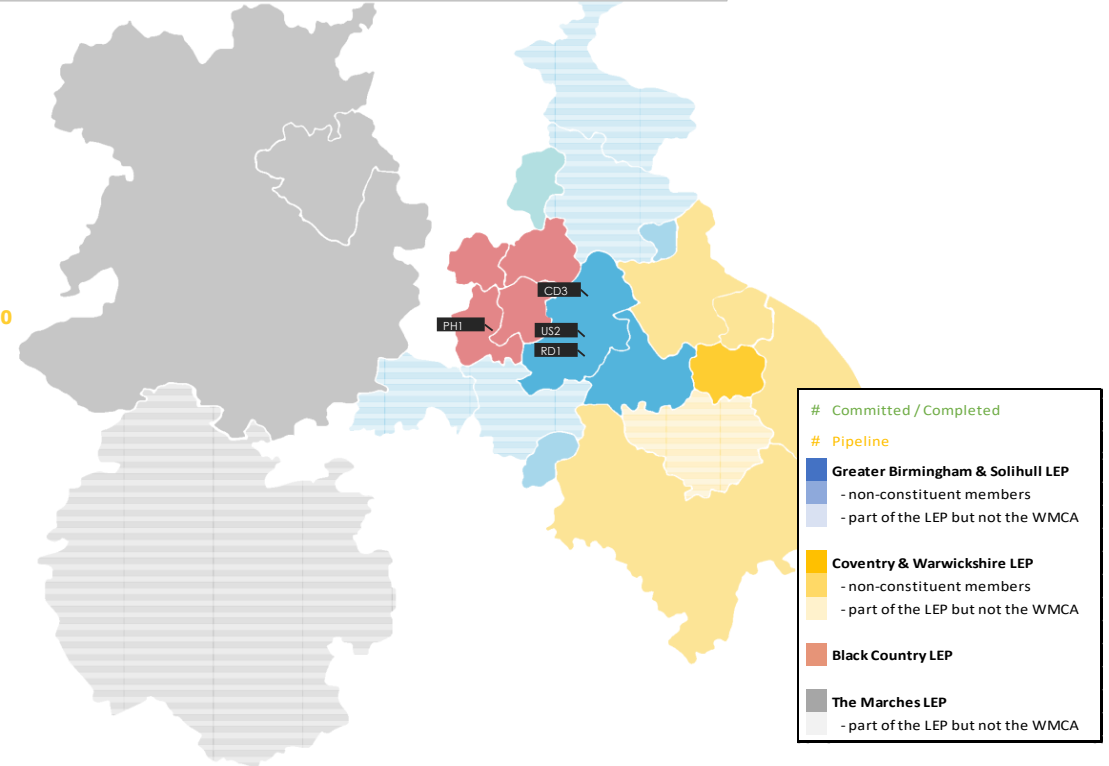 CD3
0
PH1
US2
RD1
# Committed / Completed
# Pipeline
Greater Birmingham & Solihull LEP
- non-constituent members
- part of the LEP but not the WMCA
Coventry & Warwickshire LEP
- non-constituent members
- part of the LEP but not the WMCA
Black Country LEP
The Marches LEP
- part of the LEP but not the WMCA